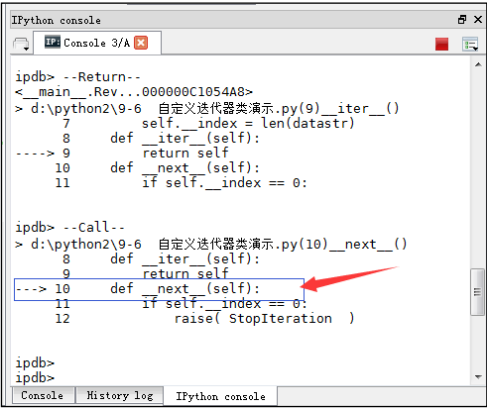 IPython console
IP: Console 3/A
ipdb> --Return--
<__main__.Rev...000000C1054A8>
> d:\python2\9-6  自定义迭代器类演示.py(9)__iter__()
      7         self.__index = len(datastr)
      8     def __iter__(self):
----> 9         return self
     10     def __next__(self):
     11         if self.__index == 0:
ipdb> --Call--
> d:\python2\9-6  自定义迭代器类演示.py(10)__next__()
      8     def __iter__(self):
      9         return self
---> 10     def __next__(self):
     11         if self.__index == 0:
     12             raise( StopIteration  )
ipdb>
ipdb>
Console History log IPython console